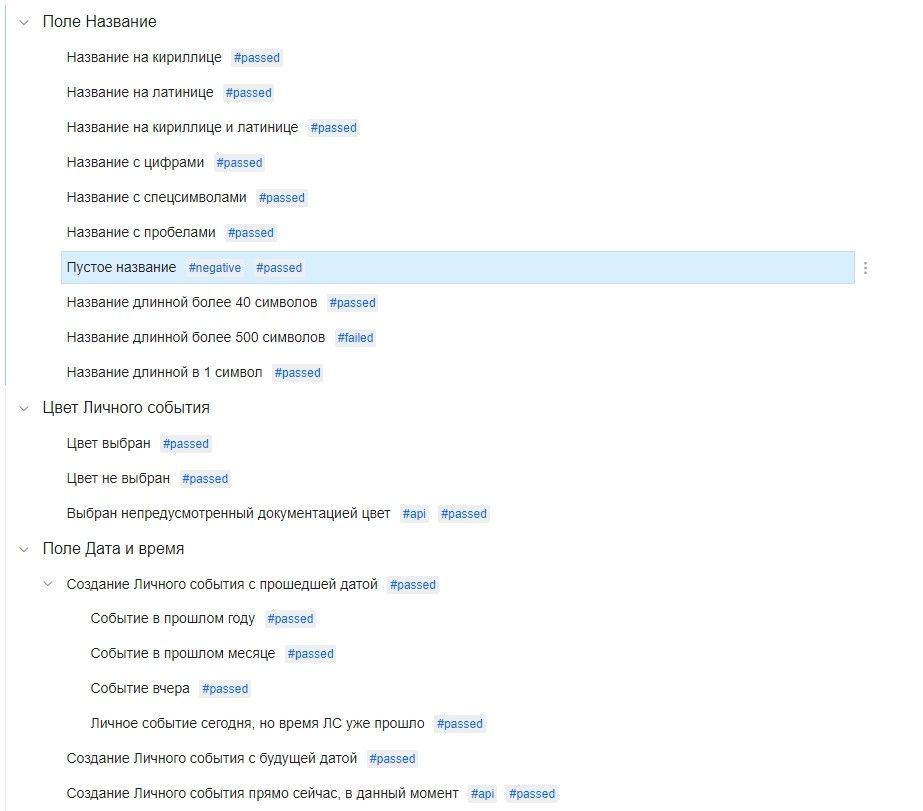 Поле Название
Название на кириллице #passed
Название на латинице #passed
Название на кириллице и латинице #passed
Название с цифрами #passed
Название с спецсимволами #passed
Название с пробелами #passed
Пустое название #negative #passed
Название длинной более 40 символов #passed
Название длинной более 500 символов #failed
Название длинной в 1 символ #passed
Цвет Личного события
Цвет выбран #passed
Цвет не выбран #passed
Выбран непредусмотренный документацией цвет #api #passed
Поле Дата и время
Создание Личного события с прошедшей датой #passed
Событие в прошлом году #passed
Событие в прошлом месяце #passed
Событие вчера #passed
Личное событие сегодня, но время ЛС уже прошло #passed
Создание Личного события с будущей датой #passed
Создание Личного события прямо сейчас, в данный момент #api #passed